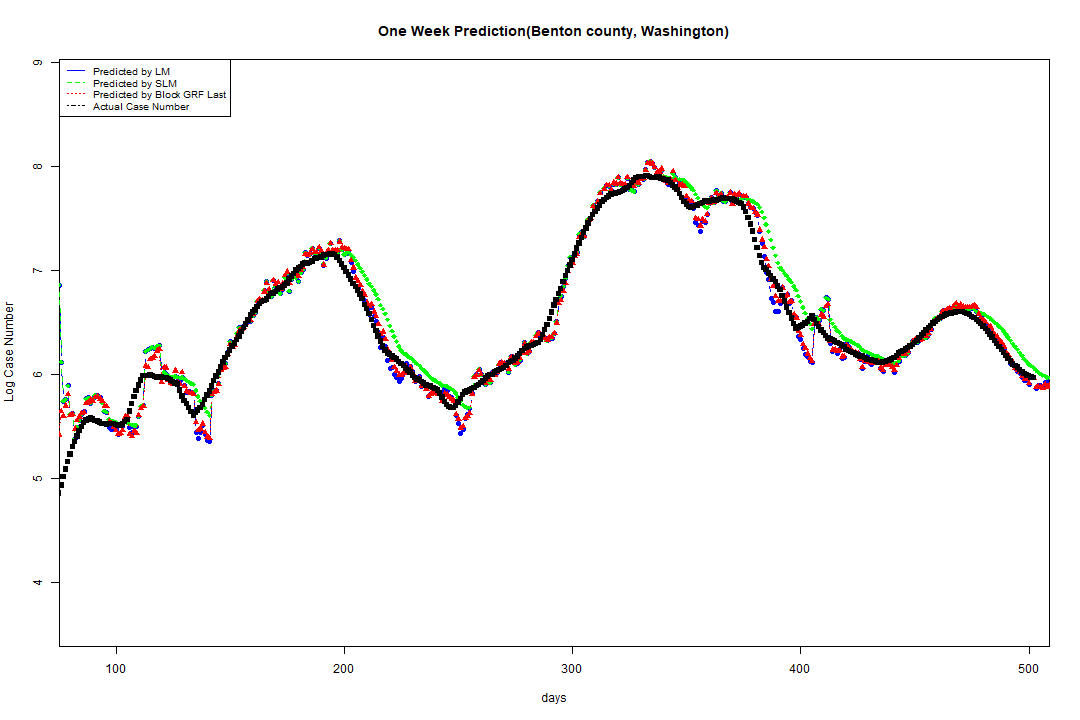 One Week Prediction(Benton county, Washington)
Predicted by LM
Predicted by SLM
Predicted by Block GRF Last
Actual Case Number
9
8
7
6
5
4
Log Case Number
100 200 300 400 500
days